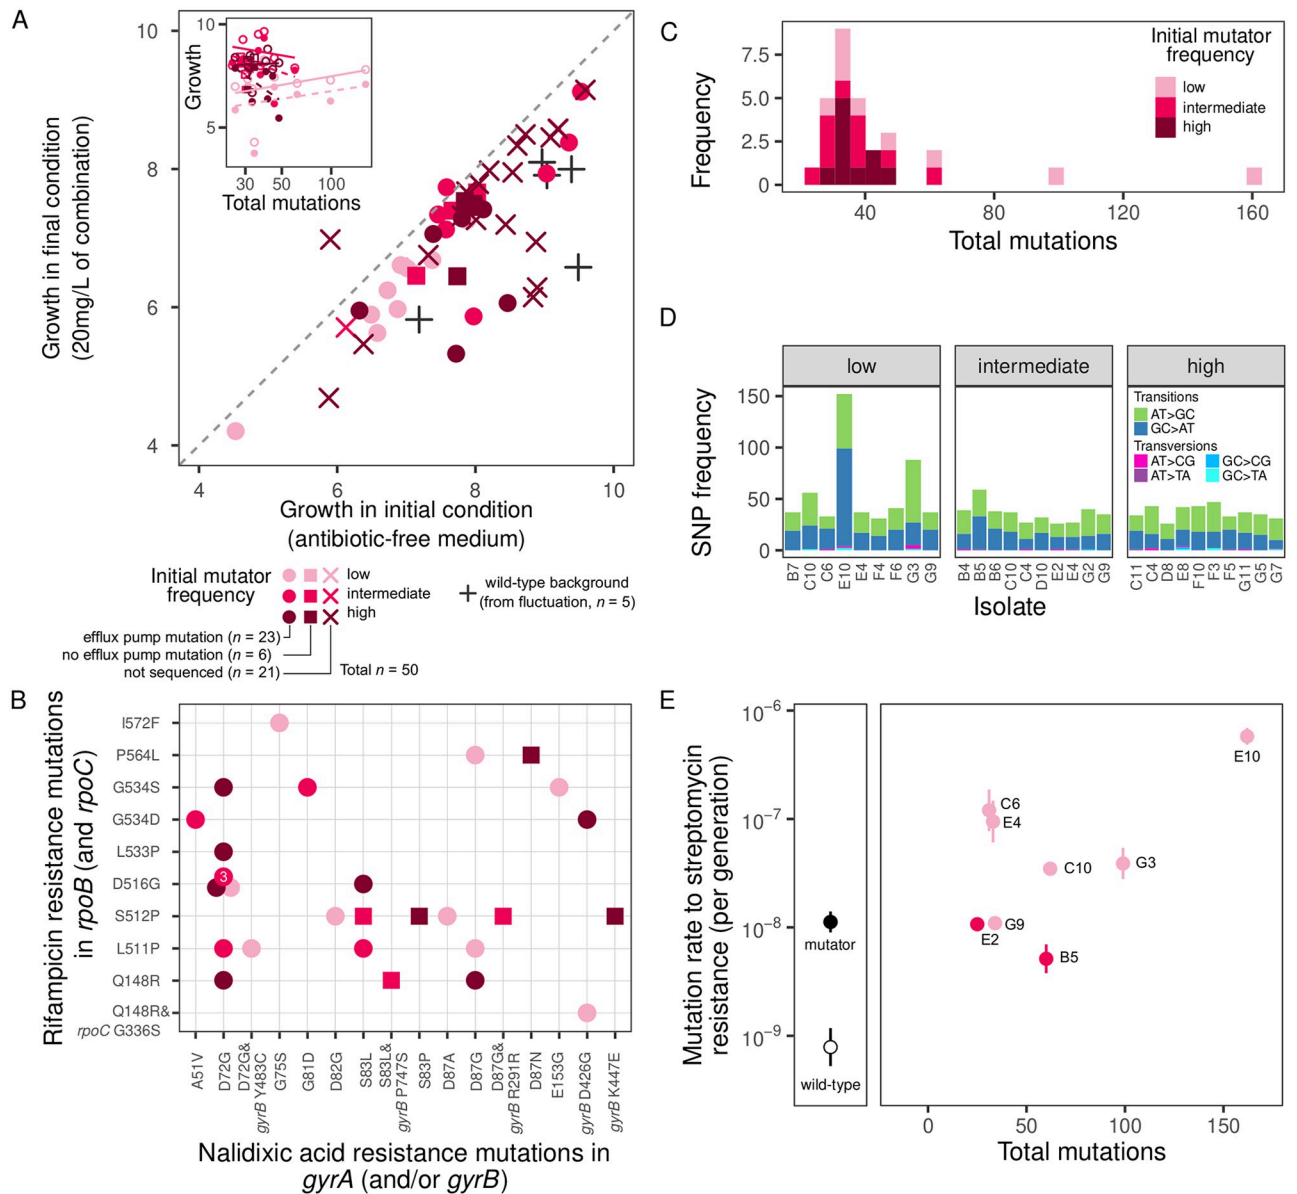 A
10
8
6
4
Growth in final condition
(20mg/L of combination)
10
5
Growth
30 50 100
Total mutations
4 6 8 10
Growth in initial condition
(antibiotic-free medium)
Initial mutator
frequency
low
intermediate
high
wild-type background
(from fluctuation, n = 5)
efflux pump mutation (n = 23)
no efflux pump mutation (n = 6)
not sequenced (n = 21)
Total n = 50
B
Rifampicin resistance mutations
in rpoB (and rpoC)
I572F
P564L
G534S
G534D
L533P
D516G
S512P
L511P
Q148R
Q148R&
rpoC G336S
3
A51V
D72G
D72G&
gyrB Y483C
G75S
G81D
D82G
S83L
S83L&
gyrB P747S
S83P
D87A
D87G
D87G&
gyrB R291R
D87N
E153G
gyrB D426G
gyrB K447E
Nalidixic acid resistance mutations in
gyrA (and/or gyrB)
C
Frequency
7.5
5.0
2.5
0
40 80 120 160
Total mutations
Initial mutator
frequency
low
intermediate
high
D
SNP frequency
150
100
50
0
low
intermediate
high
Transitions
AT>GC
GC>AT
Transversions
AT>CG
GC>CG
AT>TA
GC>TA
B7 C10 C6 E10 E4 F4 F6 G3 G9
B4 B5 B6 C10 C4 D10 E2 E4 G2 G9
C11 C4 D8 E8 F10 F3 F5 G11 G5 G7
Isolate
E
Mutation rate to streptomycin
resistance (per generation)
10⁻⁶
10⁻⁷
10⁻⁸
10⁻⁹
mutator
wild-type
E10
C6
E4
C10
G3
G9
E2
B5
0 50 100 150
Total mutations